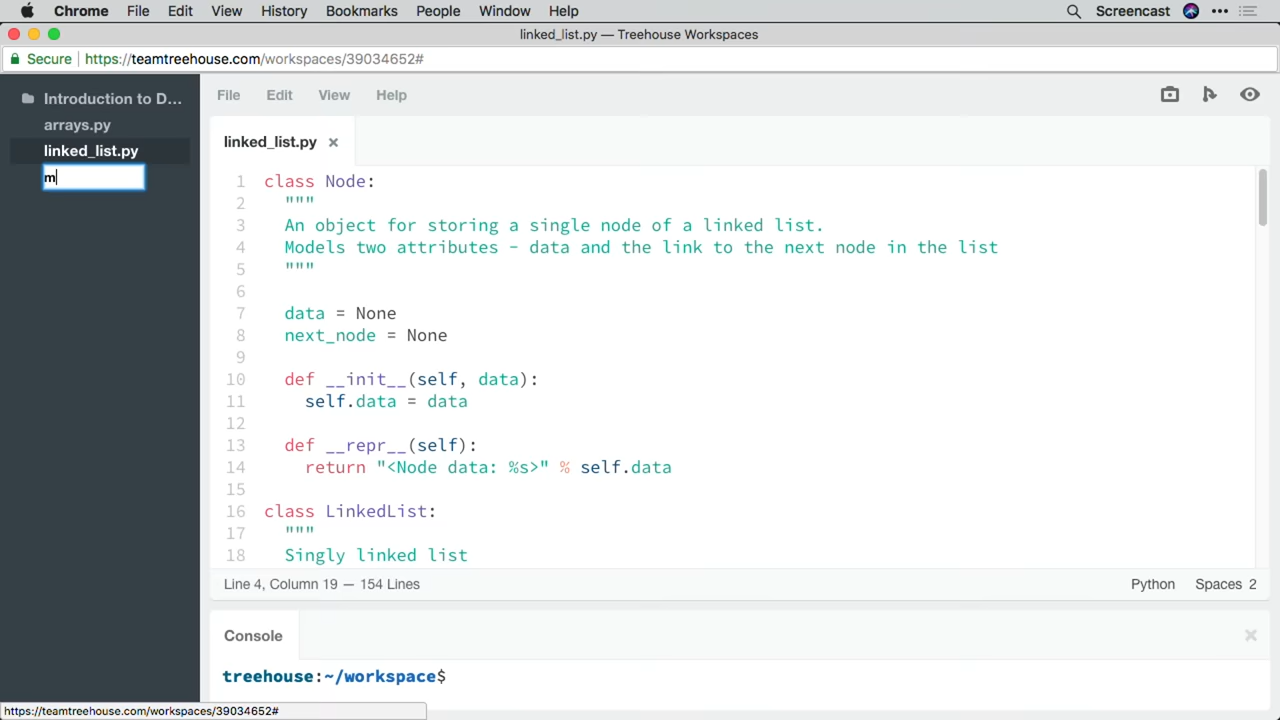 Chrome File Edit View History Bookmarks People Window Help Screencast
linked_list.py — Treehouse Workspaces
Secure https://teamtreehouse.com/workspaces/39034652#
Introduction to D...
arrays.py
linked_list.py
m
File Edit View Help
linked_list.py ×
1 class Node:
2 """
3 An object for storing a single node of a linked list.
4 Models two attributes - data and the link to the next node in the list
5 """
6
7 data = None
8 next_node = None
9
10 def __init__(self, data):
11 self.data = data
12
13 def __repr__(self):
14 return "<Node data: %s>" % self.data
15
16 class LinkedList:
17 """
18 Singly linked list
Line 4, Column 19 — 154 Lines Python Spaces 2
Console
treehouse:~/workspace$
https://teamtreehouse.com/workspaces/39034652#